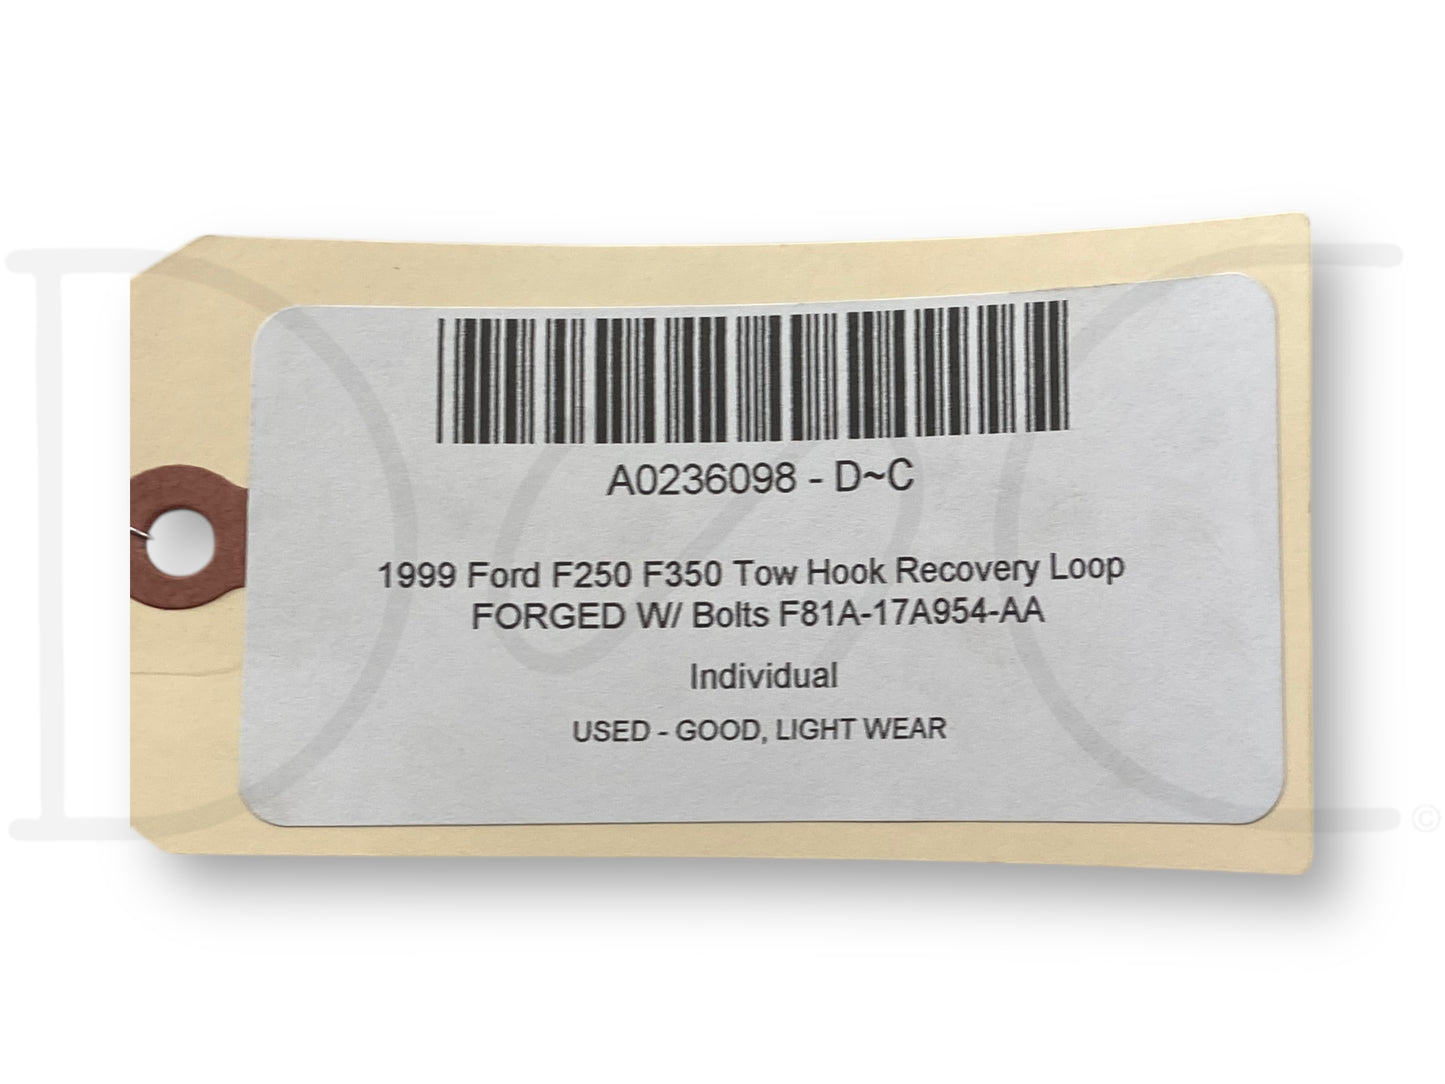 A0236098 - D~C
1999 Ford F250 F350 Tow Hook Recovery Loop
FORGED W/ Bolts F81A-17A954-AA
Individual
USED - GOOD, LIGHT WEAR
©